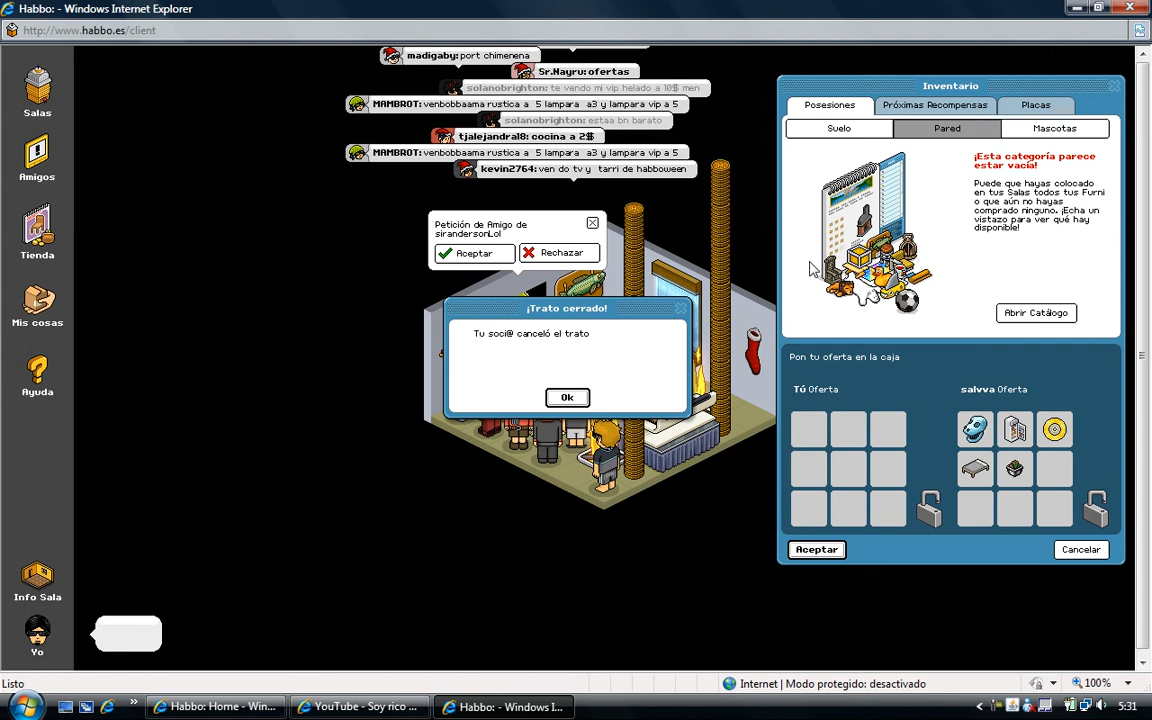 Habbo: - Windows Internet Explorer
http://www.habbo.es/client
Salas
Amigos
Tienda
Mis cosas
Ayuda
Info Sala
Yo
madigaby: port chimenena
Sr.Nayru: ofertas
solanobrighton: te vendo mi vip helado a 10$ men
MAMBROT: venbobbaama rustica a 5 lampara a3 y lampara vip a 5
solanobrighton: estaa bn barato
tjalejandral8: cocina a 2$
MAMBROT: venbobbaama rustica a 5 lampara a3 y lampara vip a 5
kevin2764: ven do tv y tarri de habboween
Petición de Amigo de
sirandersonLol
Aceptar
Rechazar
¡Trato cerrado!
Tu soci@ canceló el trato
Ok
Inventario
Posesiones
Próximas Recompensas
Placas
Suelo
Pared
Mascotas
¡Esta categoría parece
estar vacía!
Puede que hayas colocado
en tus Salas todos tus Furni
o que aún no hayas
comprado ninguno. ¡Echa un
vistazo para ver qué hay
disponible!
Abrir Catálogo
Pon tu oferta en la caja
Tú Oferta
salvva Oferta
Aceptar
Cancelar
Listo
Internet | Modo protegido: desactivado
100%
Habbo: Home - Win...
YouTube - Soy rico ...
Habbo: - Windows I...
5:31